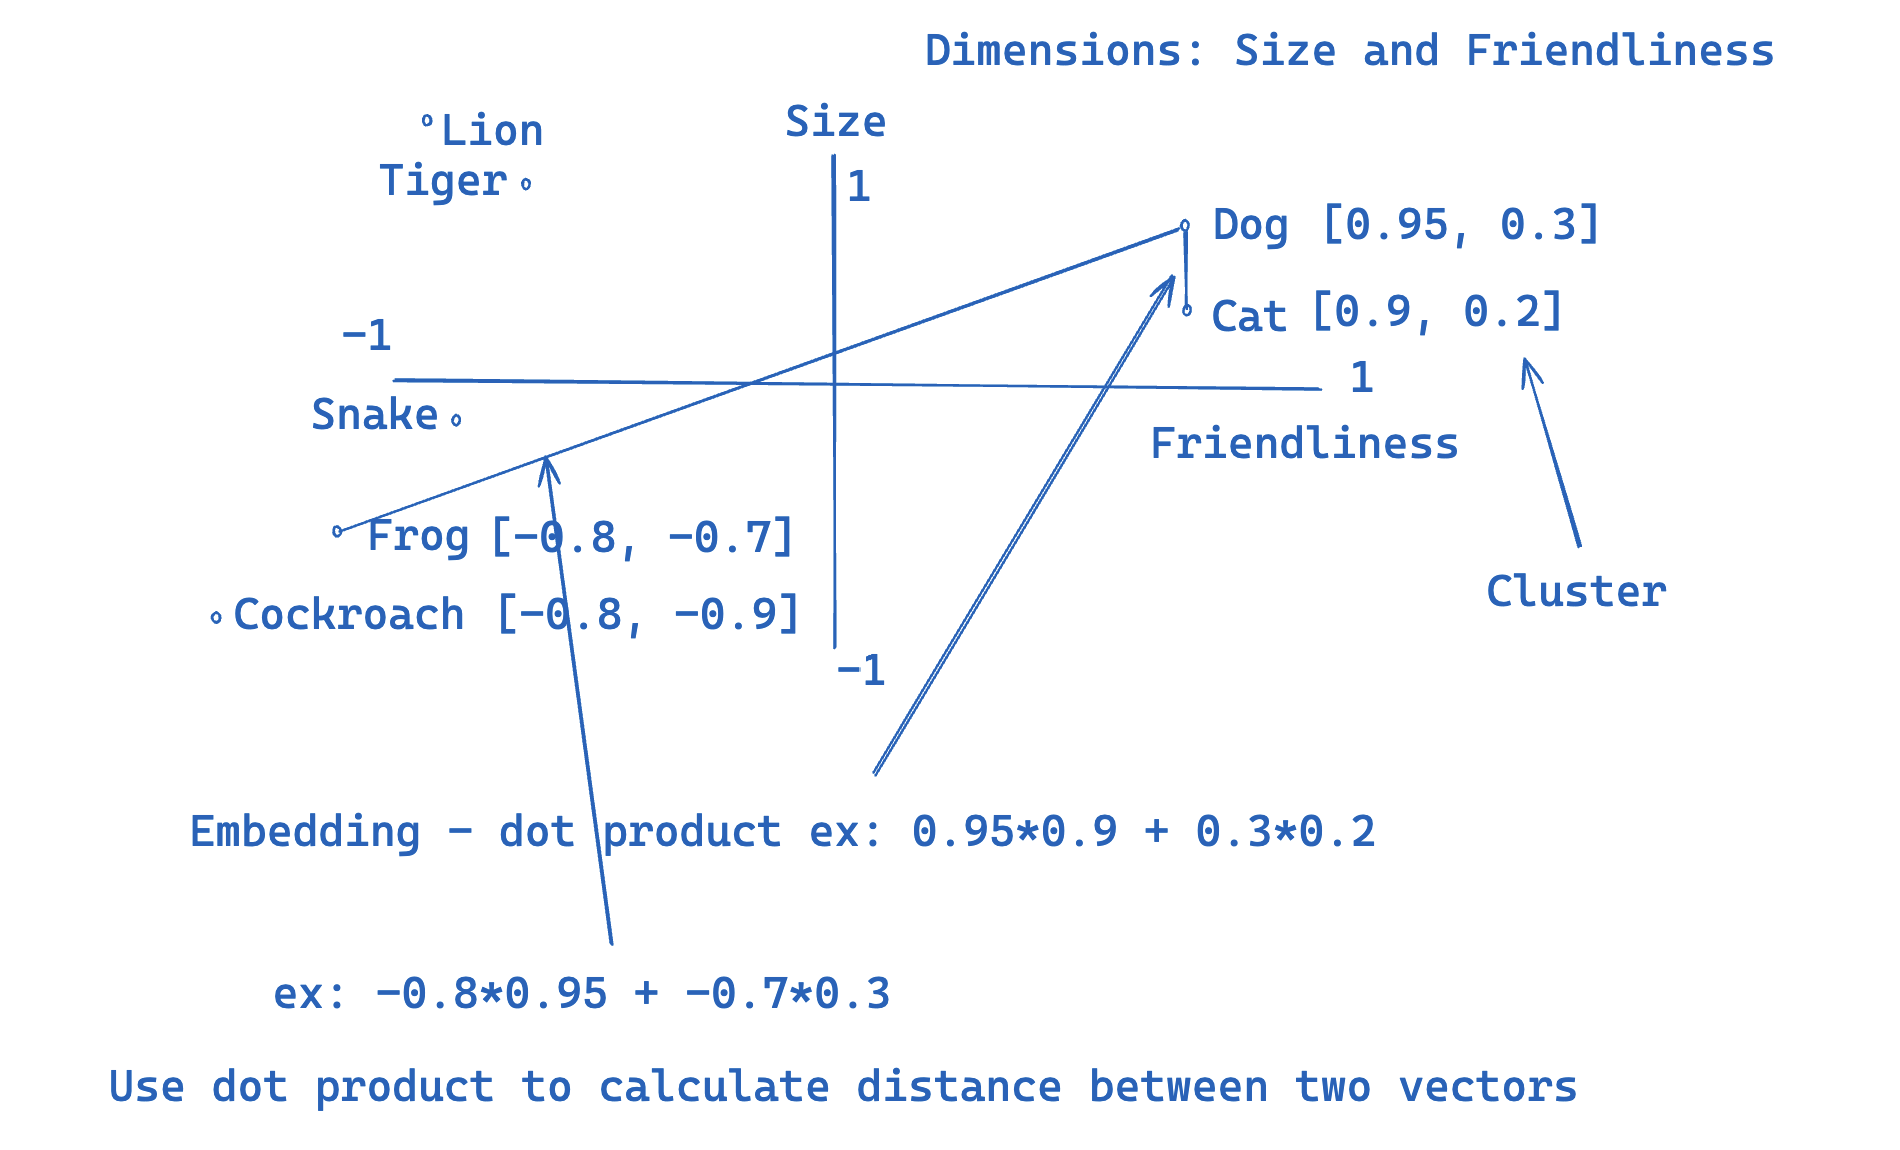 Dimensions: Size and Friendliness
Size
Lion
Tiger
1
Dog [0.95, 0.3]
Cat [0.9, 0.2]
-1
1
Snake
Friendliness
Frog [-0.8, -0.7]
Cockroach [-0.8, -0.9]
Cluster
-1
Embedding - dot product ex: 0.95*0.9 + 0.3*0.2
ex: -0.8*0.95 + -0.7*0.3
Use dot product to calculate distance between two vectors